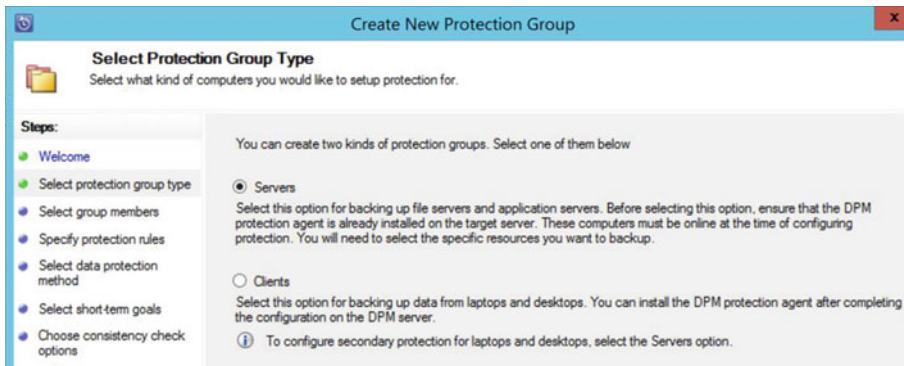 Create New Protection Group
x
Select Protection Group Type
Select what kind of computers you would like to setup protection for.
Steps:
Welcome
Select protection group type
Select group members
Specify protection rules
Select data protection
method
Select short-term goals
Choose consistency check
options
You can create two kinds of protection groups. Select one of them below
Servers
Select this option for backing up file servers and application servers. Before selecting this option, ensure that the DPM
protection agent is already installed on the target server. These computers must be online at the time of configuring
protection. You will need to select the specific resources you want to backup.
Clients
Select this option for backing up data from laptops and desktops. You can install the DPM protection agent after completing
the configuration on the DPM server.
To configure secondary protection for laptops and desktops, select the Servers option.